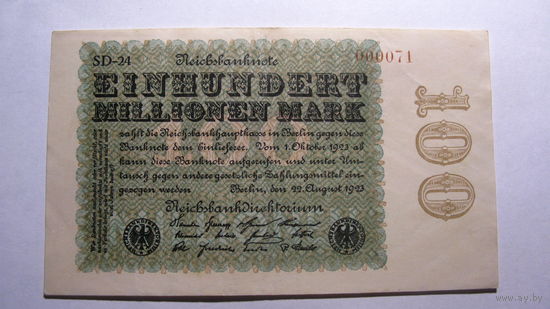 SD-24 Reichsbanknote 000071
EINHUNDERT
MILLIONEN MARK
zahlt die Reichsbankhauptkasse in Berlin gegen diese
Banknote dem Einlieferer. Vom 1. Oktober 1923 ab
kann diese Banknote aufgerufen und unter Um-
tausch gegen andere gesetzliche Zahlungsmittel ein-
gezogen werden Berlin, den 22. August 1923
Reichsbankdirektorium
100
www.ay.by